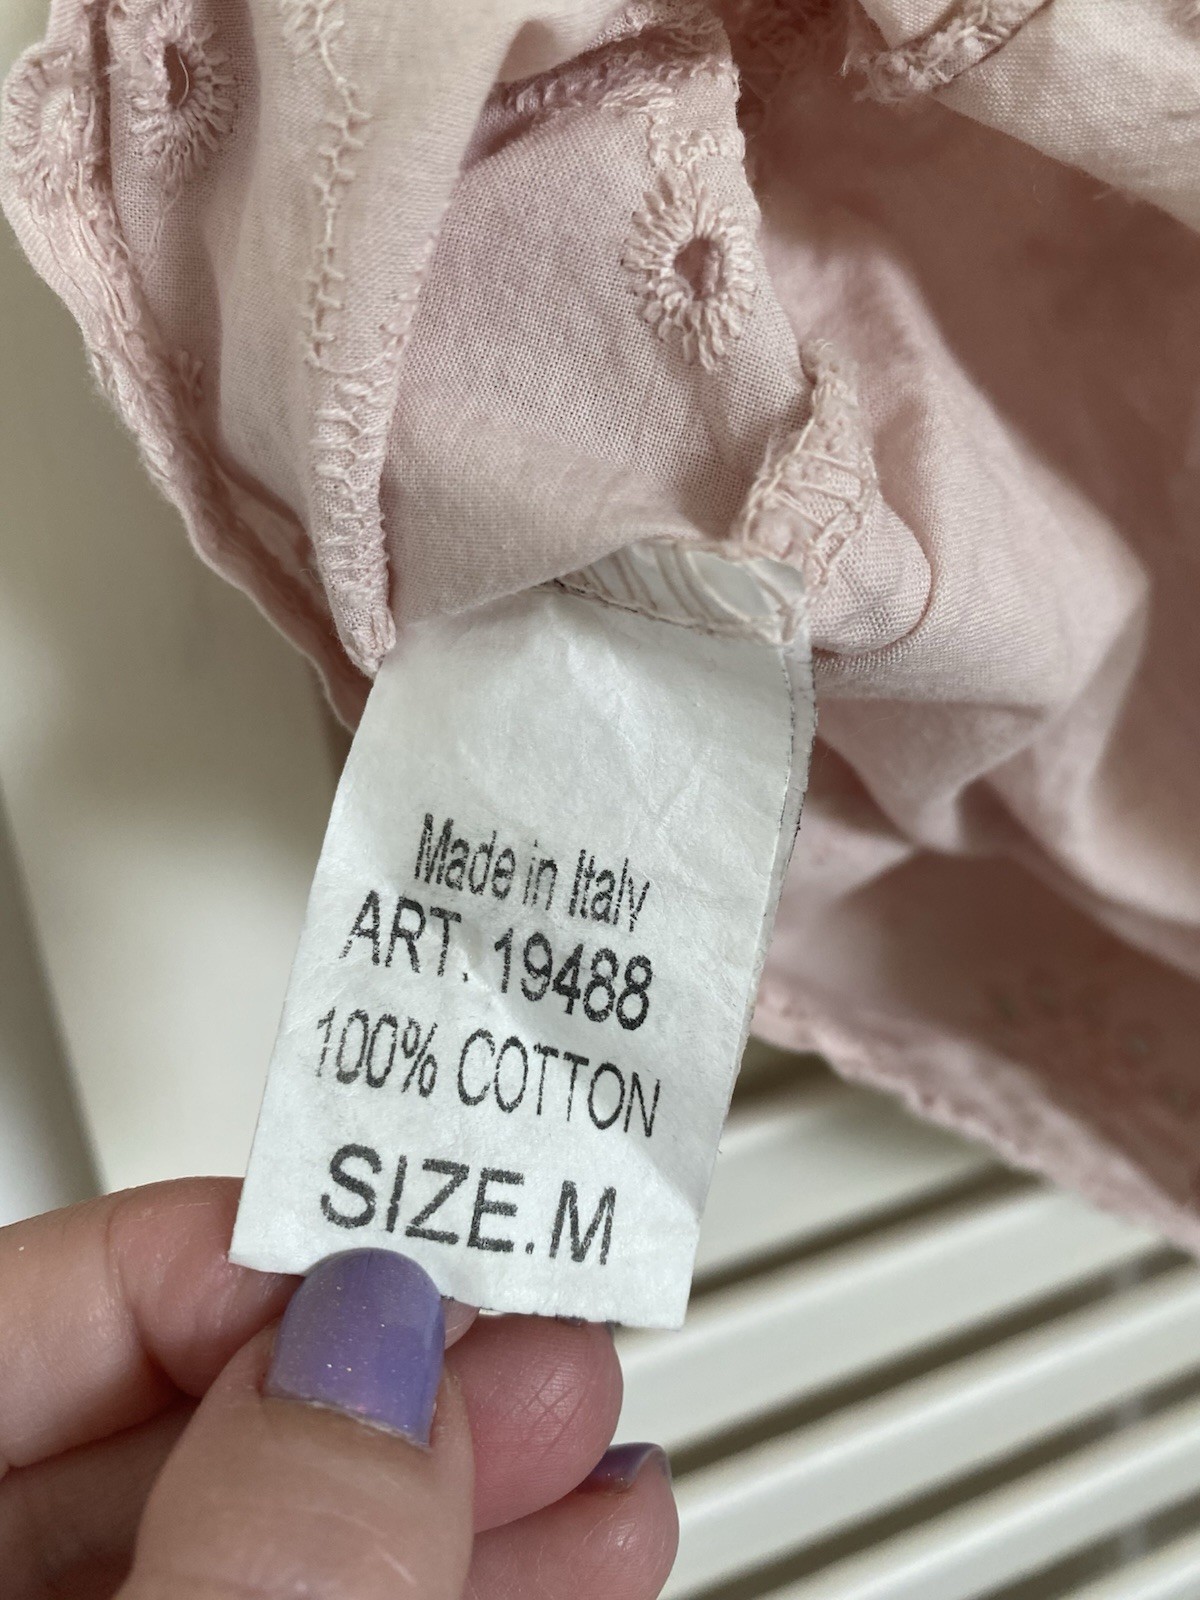 Made in Italy
ART. 19488
100% COTTON
SIZE.M